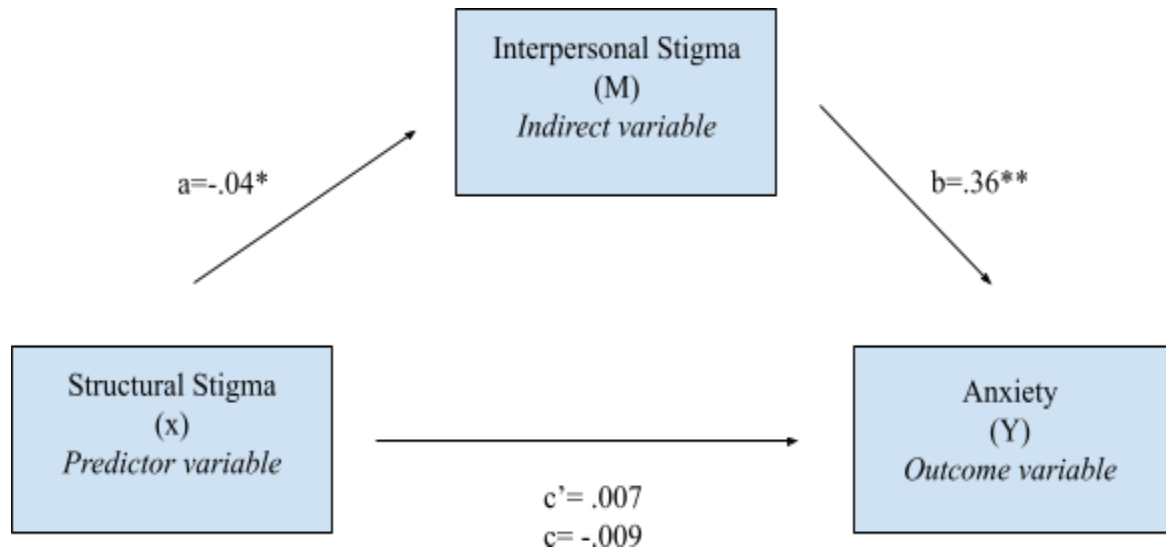 Interpersonal Stigma
(M)
Indirect variable
a=-.04*
b=.36**
Structural Stigma
(x)
Predictor variable
Anxiety
(Y)
Outcome variable
c’= .007
c= -.009